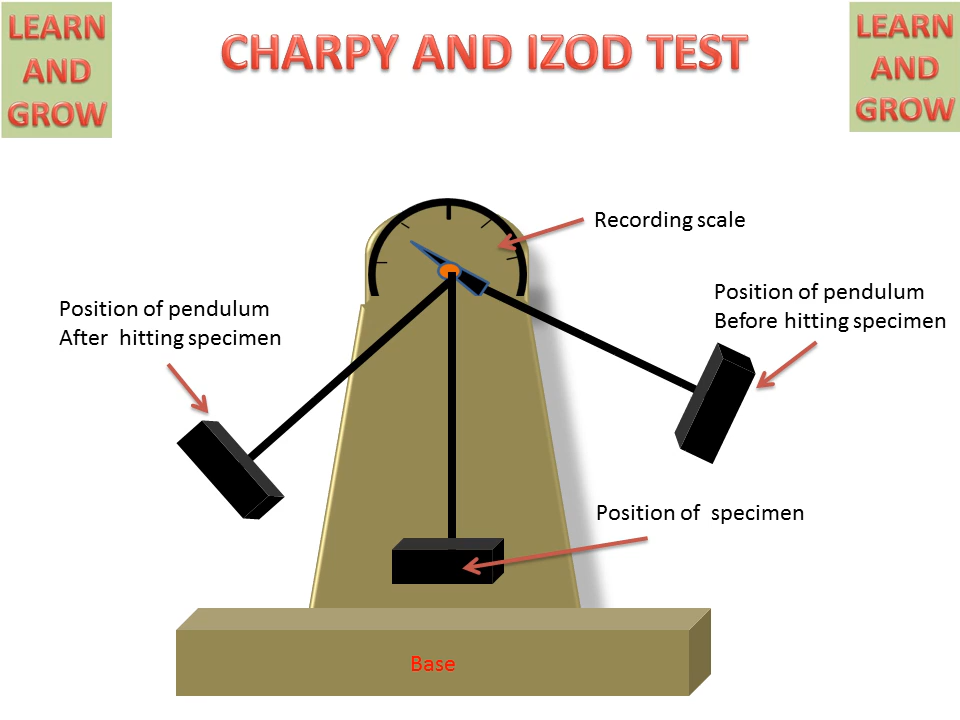 LEARN
AND
GROW
CHARPY AND IZOD TEST
LEARN
AND
GROW
Recording scale
Position of pendulum
Before hitting specimen
Position of pendulum
After  hitting specimen
Position of  specimen
Base